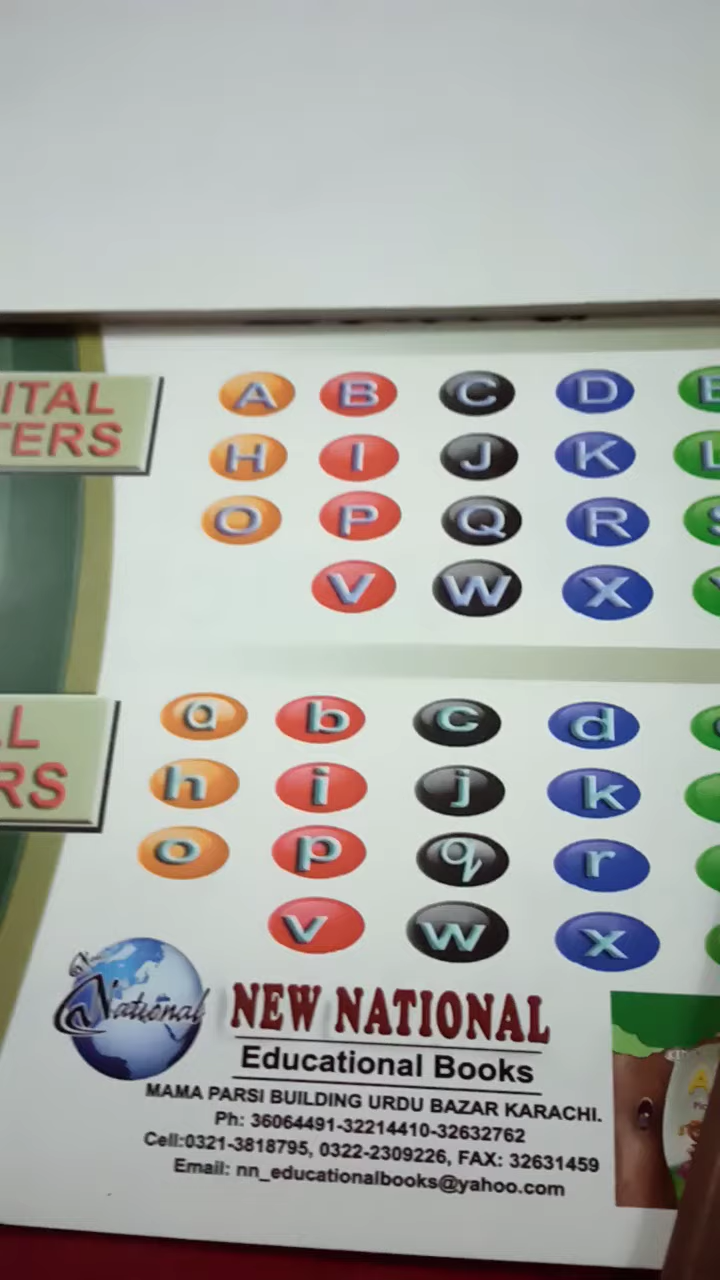 ITAL
TERS
A B C D E
H I J K L
O P Q R S
V W X
L
RS
a b c d
h i j k
o p q r
v w x
National
NEW NATIONAL
Educational Books
MAMA PARSI BUILDING URDU BAZAR KARACHI.
Ph: 36064491-32214410-32632762
Cell:0321-3818795, 0322-2309226, FAX: 32631459
Email: nn_educationalbooks@yahoo.com